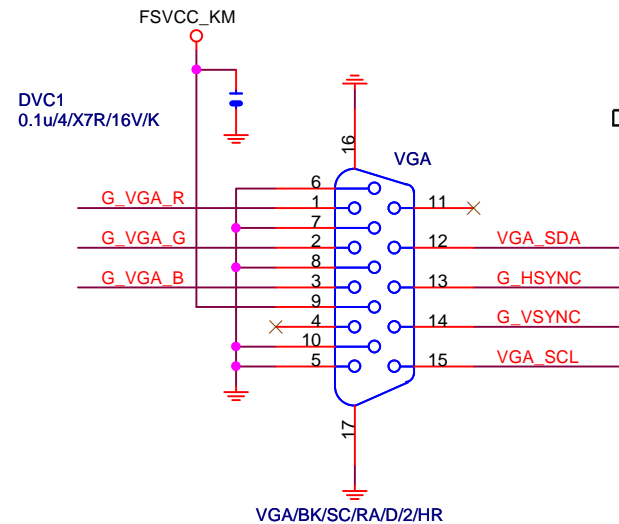 FSVCC_KM
DVC1
0.1u/4/X7R/16V/K
16
VGA
6
G_VGA_R 1 11
7
G_VGA_G 2 12 VGA_SDA
8
G_VGA_B 3 13 G_HSYNC
9
4 14 G_VSYNC
10
5 15 VGA_SCL
17
VGA/BK/SC/RA/D/2/HR